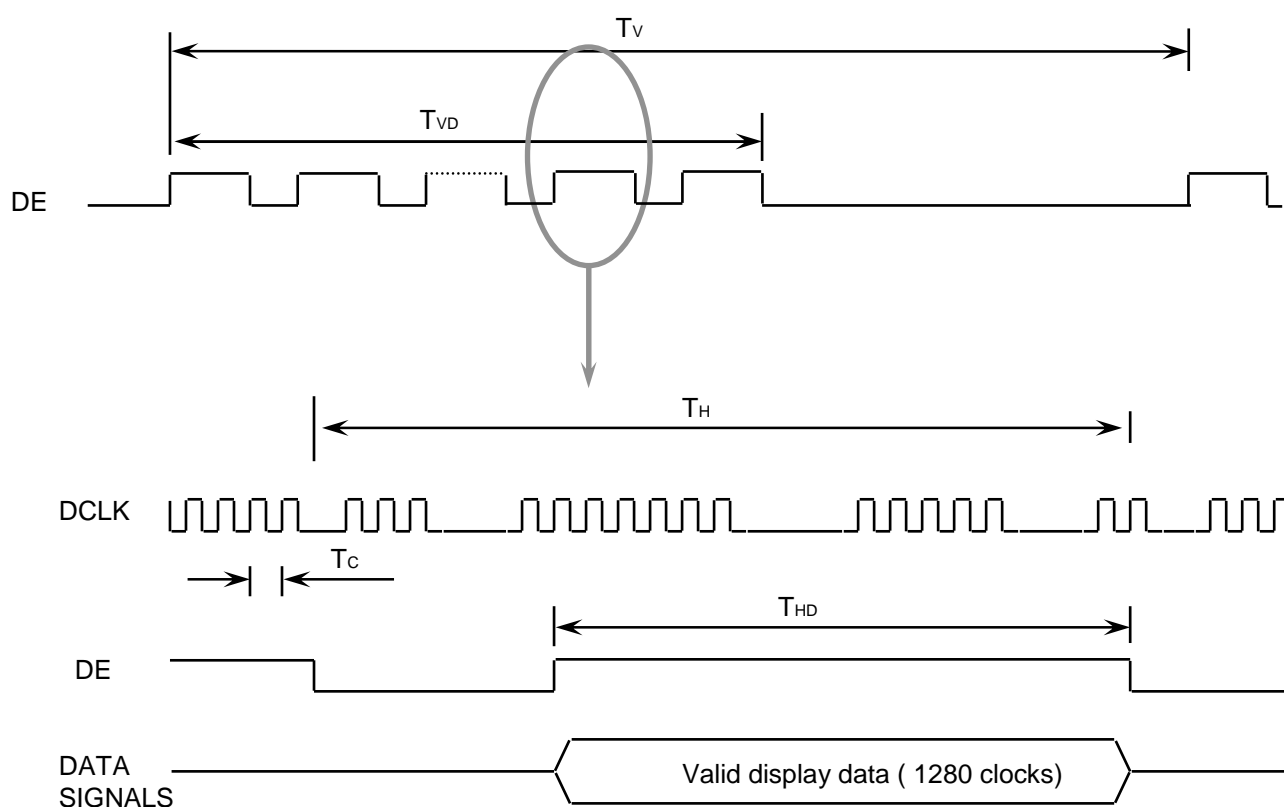 TV
TVD
DE
TH
DCLK
TC
THD
DE
DATA
SIGNALS
Valid display data ( 1280 clocks)